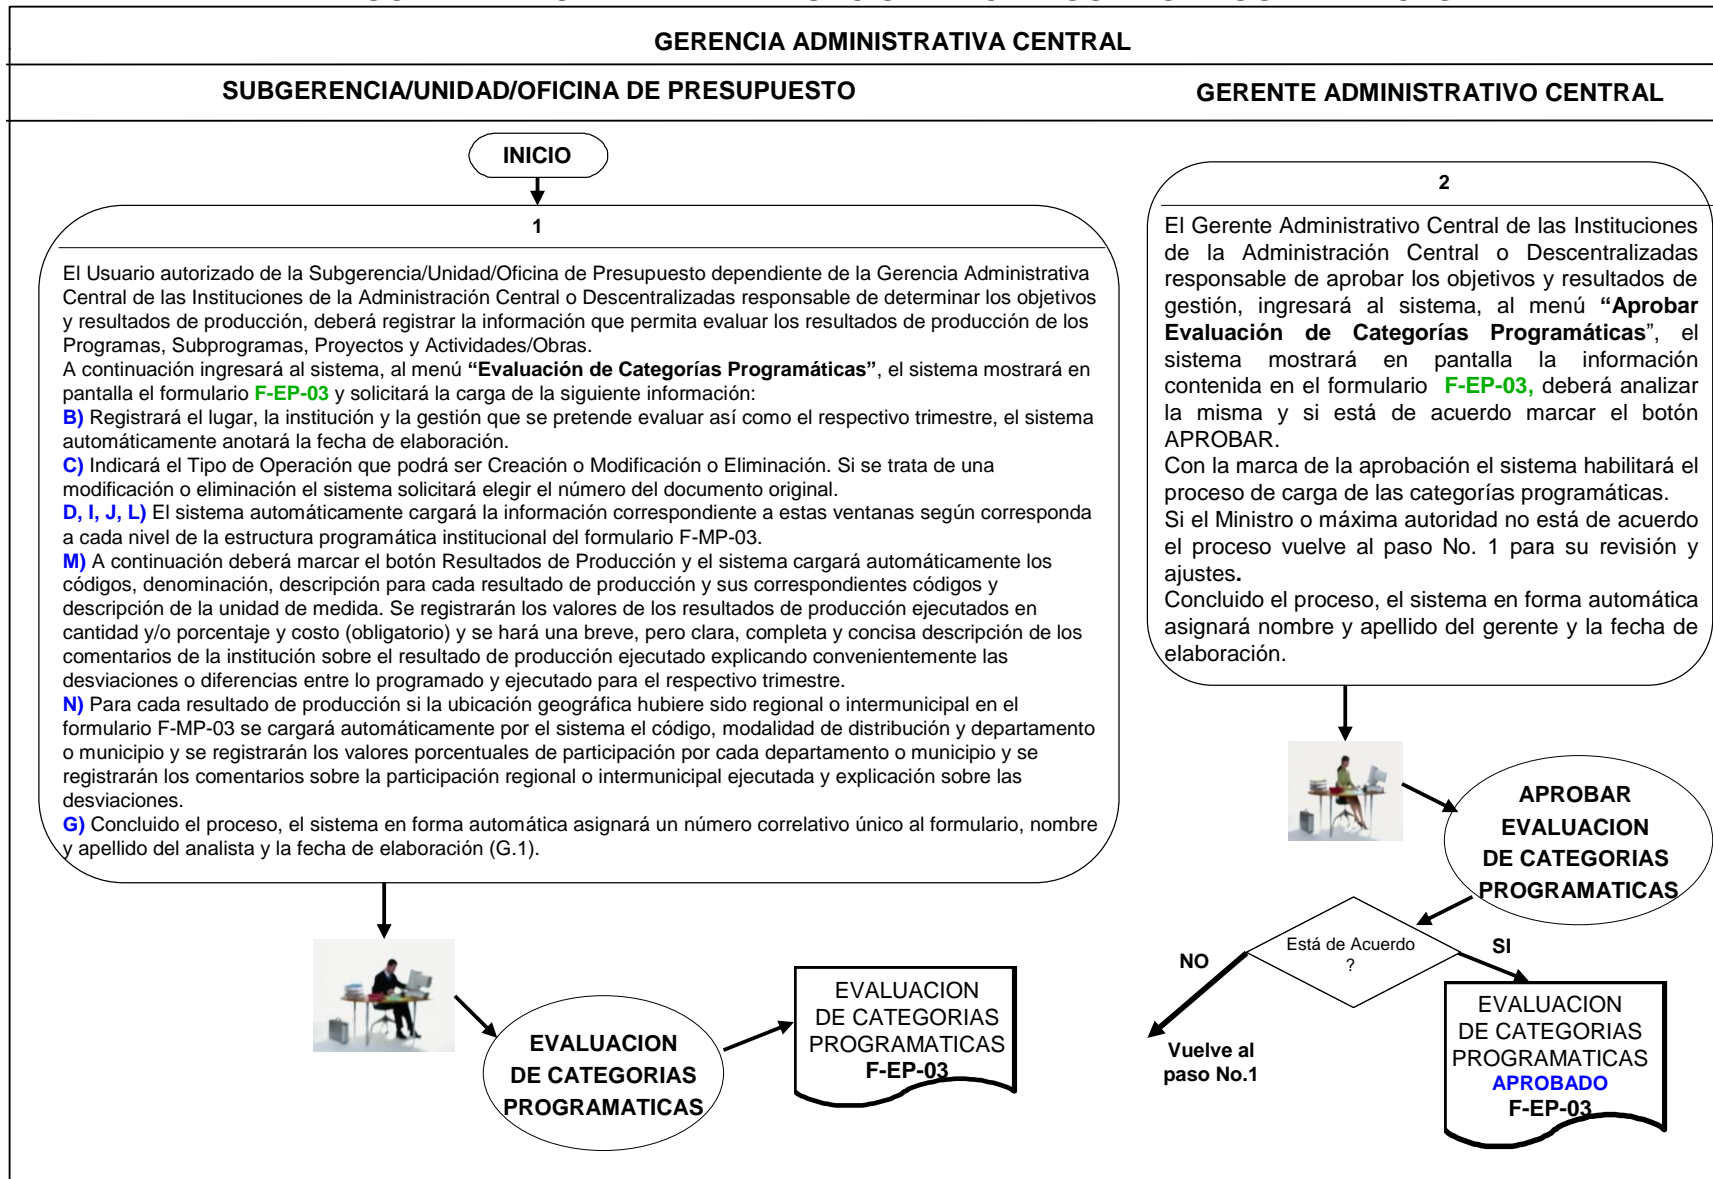 GERENCIA ADMINISTRATIVA CENTRAL
SUBGERENCIA/UNIDAD/OFICINA DE PRESUPUESTO
GERENTE ADMINISTRATIVO CENTRAL
INICIO
1
El Usuario autorizado de la Subgerencia/Unidad/Oficina de Presupuesto dependiente de la Gerencia Administrativa
Central de las Instituciones de la Administración Central o Descentralizadas responsable de determinar los objetivos
y resultados de producción, deberá registrar la información que permita evaluar los resultados de producción de los
Programas, Subprogramas, Proyectos y Actividades/Obras.
A continuación ingresará al sistema, al menú “Evaluación de Categorías Programáticas”, el sistema mostrará en
pantalla el formulario F-EP-03 y solicitará la carga de la siguiente información:
B) Registrará el lugar, la institución y la gestión que se pretende evaluar así como el respectivo trimestre, el sistema
automáticamente anotará la fecha de elaboración.
C) Indicará el Tipo de Operación que podrá ser Creación o Modificación o Eliminación. Si se trata de una
modificación o eliminación el sistema solicitará elegir el número del documento original.
D, I, J, L) El sistema automáticamente cargará la información correspondiente a estas ventanas según corresponda
a cada nivel de la estructura programática institucional del formulario F-MP-03.
M) A continuación deberá marcar el botón Resultados de Producción y el sistema cargará automáticamente los
códigos, denominación, descripción para cada resultado de producción y sus correspondientes códigos y
descripción de la unidad de medida. Se registrarán los valores de los resultados de producción ejecutados en
cantidad y/o porcentaje y costo (obligatorio) y se hará una breve, pero clara, completa y concisa descripción de los
comentarios de la institución sobre el resultado de producción ejecutado explicando convenientemente las
desviaciones o diferencias entre lo programado y ejecutado para el respectivo trimestre.
N) Para cada resultado de producción si la ubicación geográfica hubiere sido regional o intermunicipal en el
formulario F-MP-03 se cargará automáticamente por el sistema el código, modalidad de distribución y departamento
o municipio y se registrarán los valores porcentuales de participación por cada departamento o municipio y se
registrarán los comentarios sobre la participación regional o intermunicipal ejecutada y explicación sobre las
desviaciones.
G) Concluido el proceso, el sistema en forma automática asignará un número correlativo único al formulario, nombre
y apellido del analista y la fecha de elaboración (G.1).
EVALUACION
DE CATEGORIAS
PROGRAMATICAS
EVALUACION
DE CATEGORIAS
PROGRAMATICAS
F-EP-03
2
El Gerente Administrativo Central de las Instituciones
de la Administración Central o Descentralizadas
responsable de aprobar los objetivos y resultados de
gestión, ingresará al sistema, al menú “Aprobar
Evaluación de Categorías Programáticas”, el
sistema mostrará en pantalla la información
contenida en el formulario F-EP-03, deberá analizar
la misma y si está de acuerdo marcar el botón
APROBAR.
Con la marca de la aprobación el sistema habilitará el
proceso de carga de las categorías programáticas.
Si el Ministro o máxima autoridad no está de acuerdo
el proceso vuelve al paso No. 1 para su revisión y
ajustes.
Concluido el proceso, el sistema en forma automática
asignará nombre y apellido del gerente y la fecha de
elaboración.
APROBAR
EVALUACION
DE CATEGORIAS
PROGRAMATICAS
Está de Acuerdo
?
NO
SI
Vuelve al
paso No.1
EVALUACION
DE CATEGORIAS
PROGRAMATICAS
APROBADO
F-EP-03